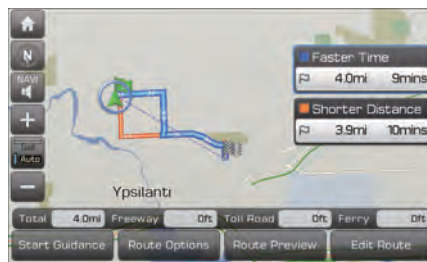 N
Faster Time
NAVI
4.0mi 9mins
Shorter Distance
3.9mi 10mins
Auto
Ypsilanti
Total 4.0mi Freeway 0ft Toll Road 0ft Ferry 0ft
Start Guidance Route Options Route Preview Edit Route